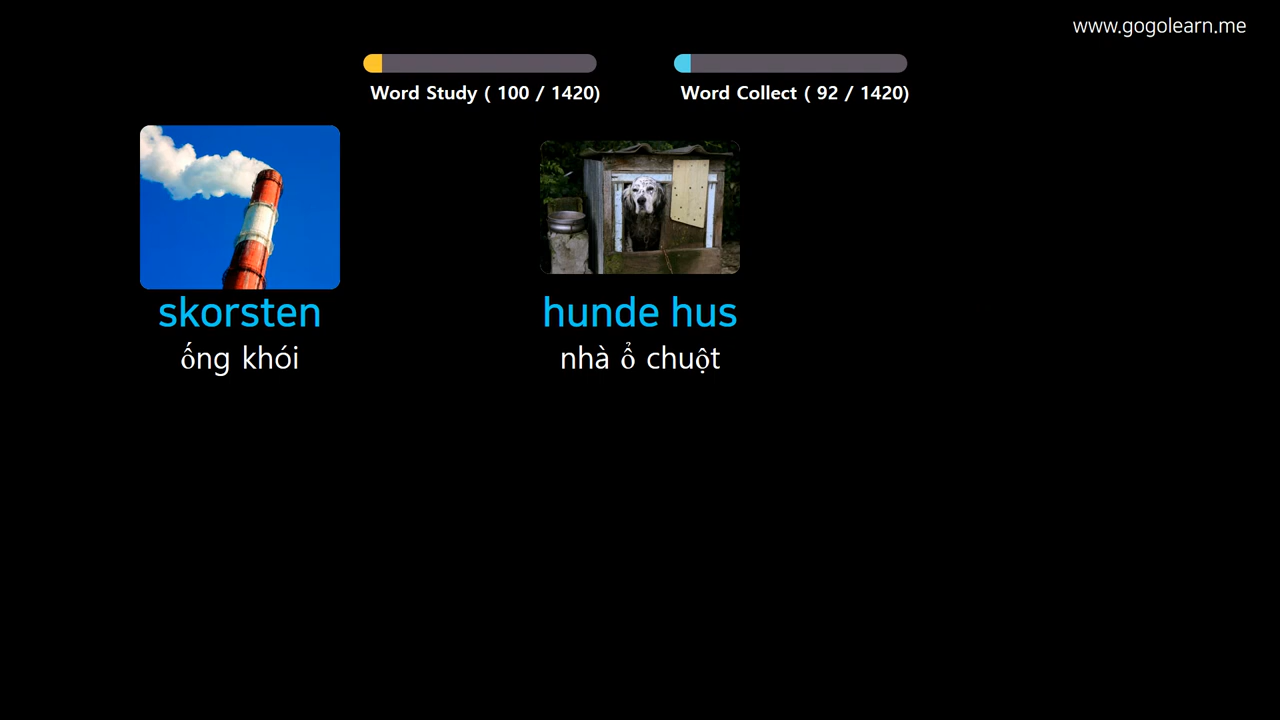 www.gogolearn.me
Word Study ( 100 / 1420)
Word Collect ( 92 / 1420)
skorsten
hunde hus
ống khói
nhà ổ chuột